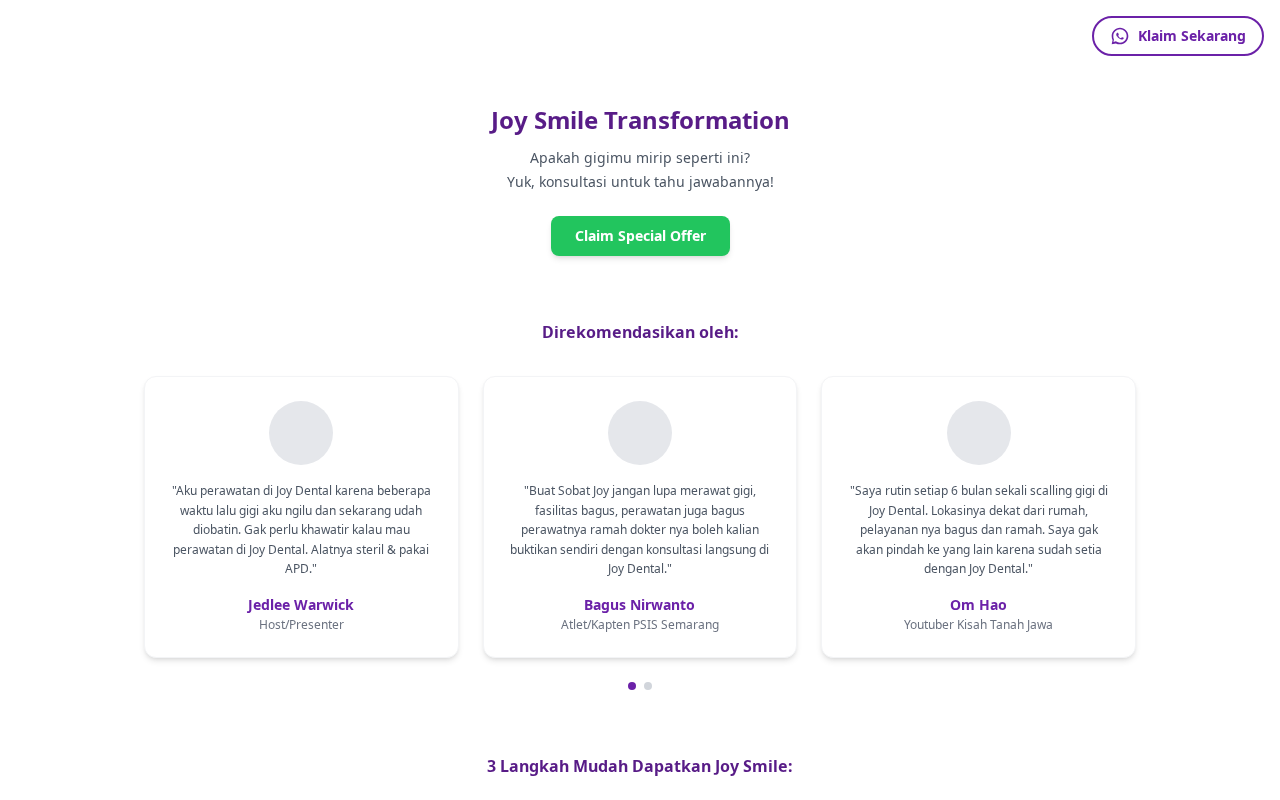 Klaim Sekarang
Joy Smile Transformation
Apakah gigimu mirip seperti ini?
Yuk, konsultasi untuk tahu jawabannya!
Claim Special Offer
Direkomendasikan oleh:
"Aku perawatan di Joy Dental karena beberapa
waktu lalu gigi aku ngilu dan sekarang udah
diobatin. Gak perlu khawatir kalau mau
perawatan di Joy Dental. Alatnya steril & pakai
APD."
Jedlee Warwick
Host/Presenter
"Buat Sobat Joy jangan lupa merawat gigi,
fasilitas bagus, perawatan juga bagus
perawatnya ramah dokter nya boleh kalian
buktikan sendiri dengan konsultasi langsung di
Joy Dental."
Bagus Nirwanto
Atlet/Kapten PSIS Semarang
"Saya rutin setiap 6 bulan sekali scalling gigi di
Joy Dental. Lokasinya dekat dari rumah,
pelayanan nya bagus dan ramah. Saya gak
akan pindah ke yang lain karena sudah setia
dengan Joy Dental."
Om Hao
Youtuber Kisah Tanah Jawa
3 Langkah Mudah Dapatkan Joy Smile: